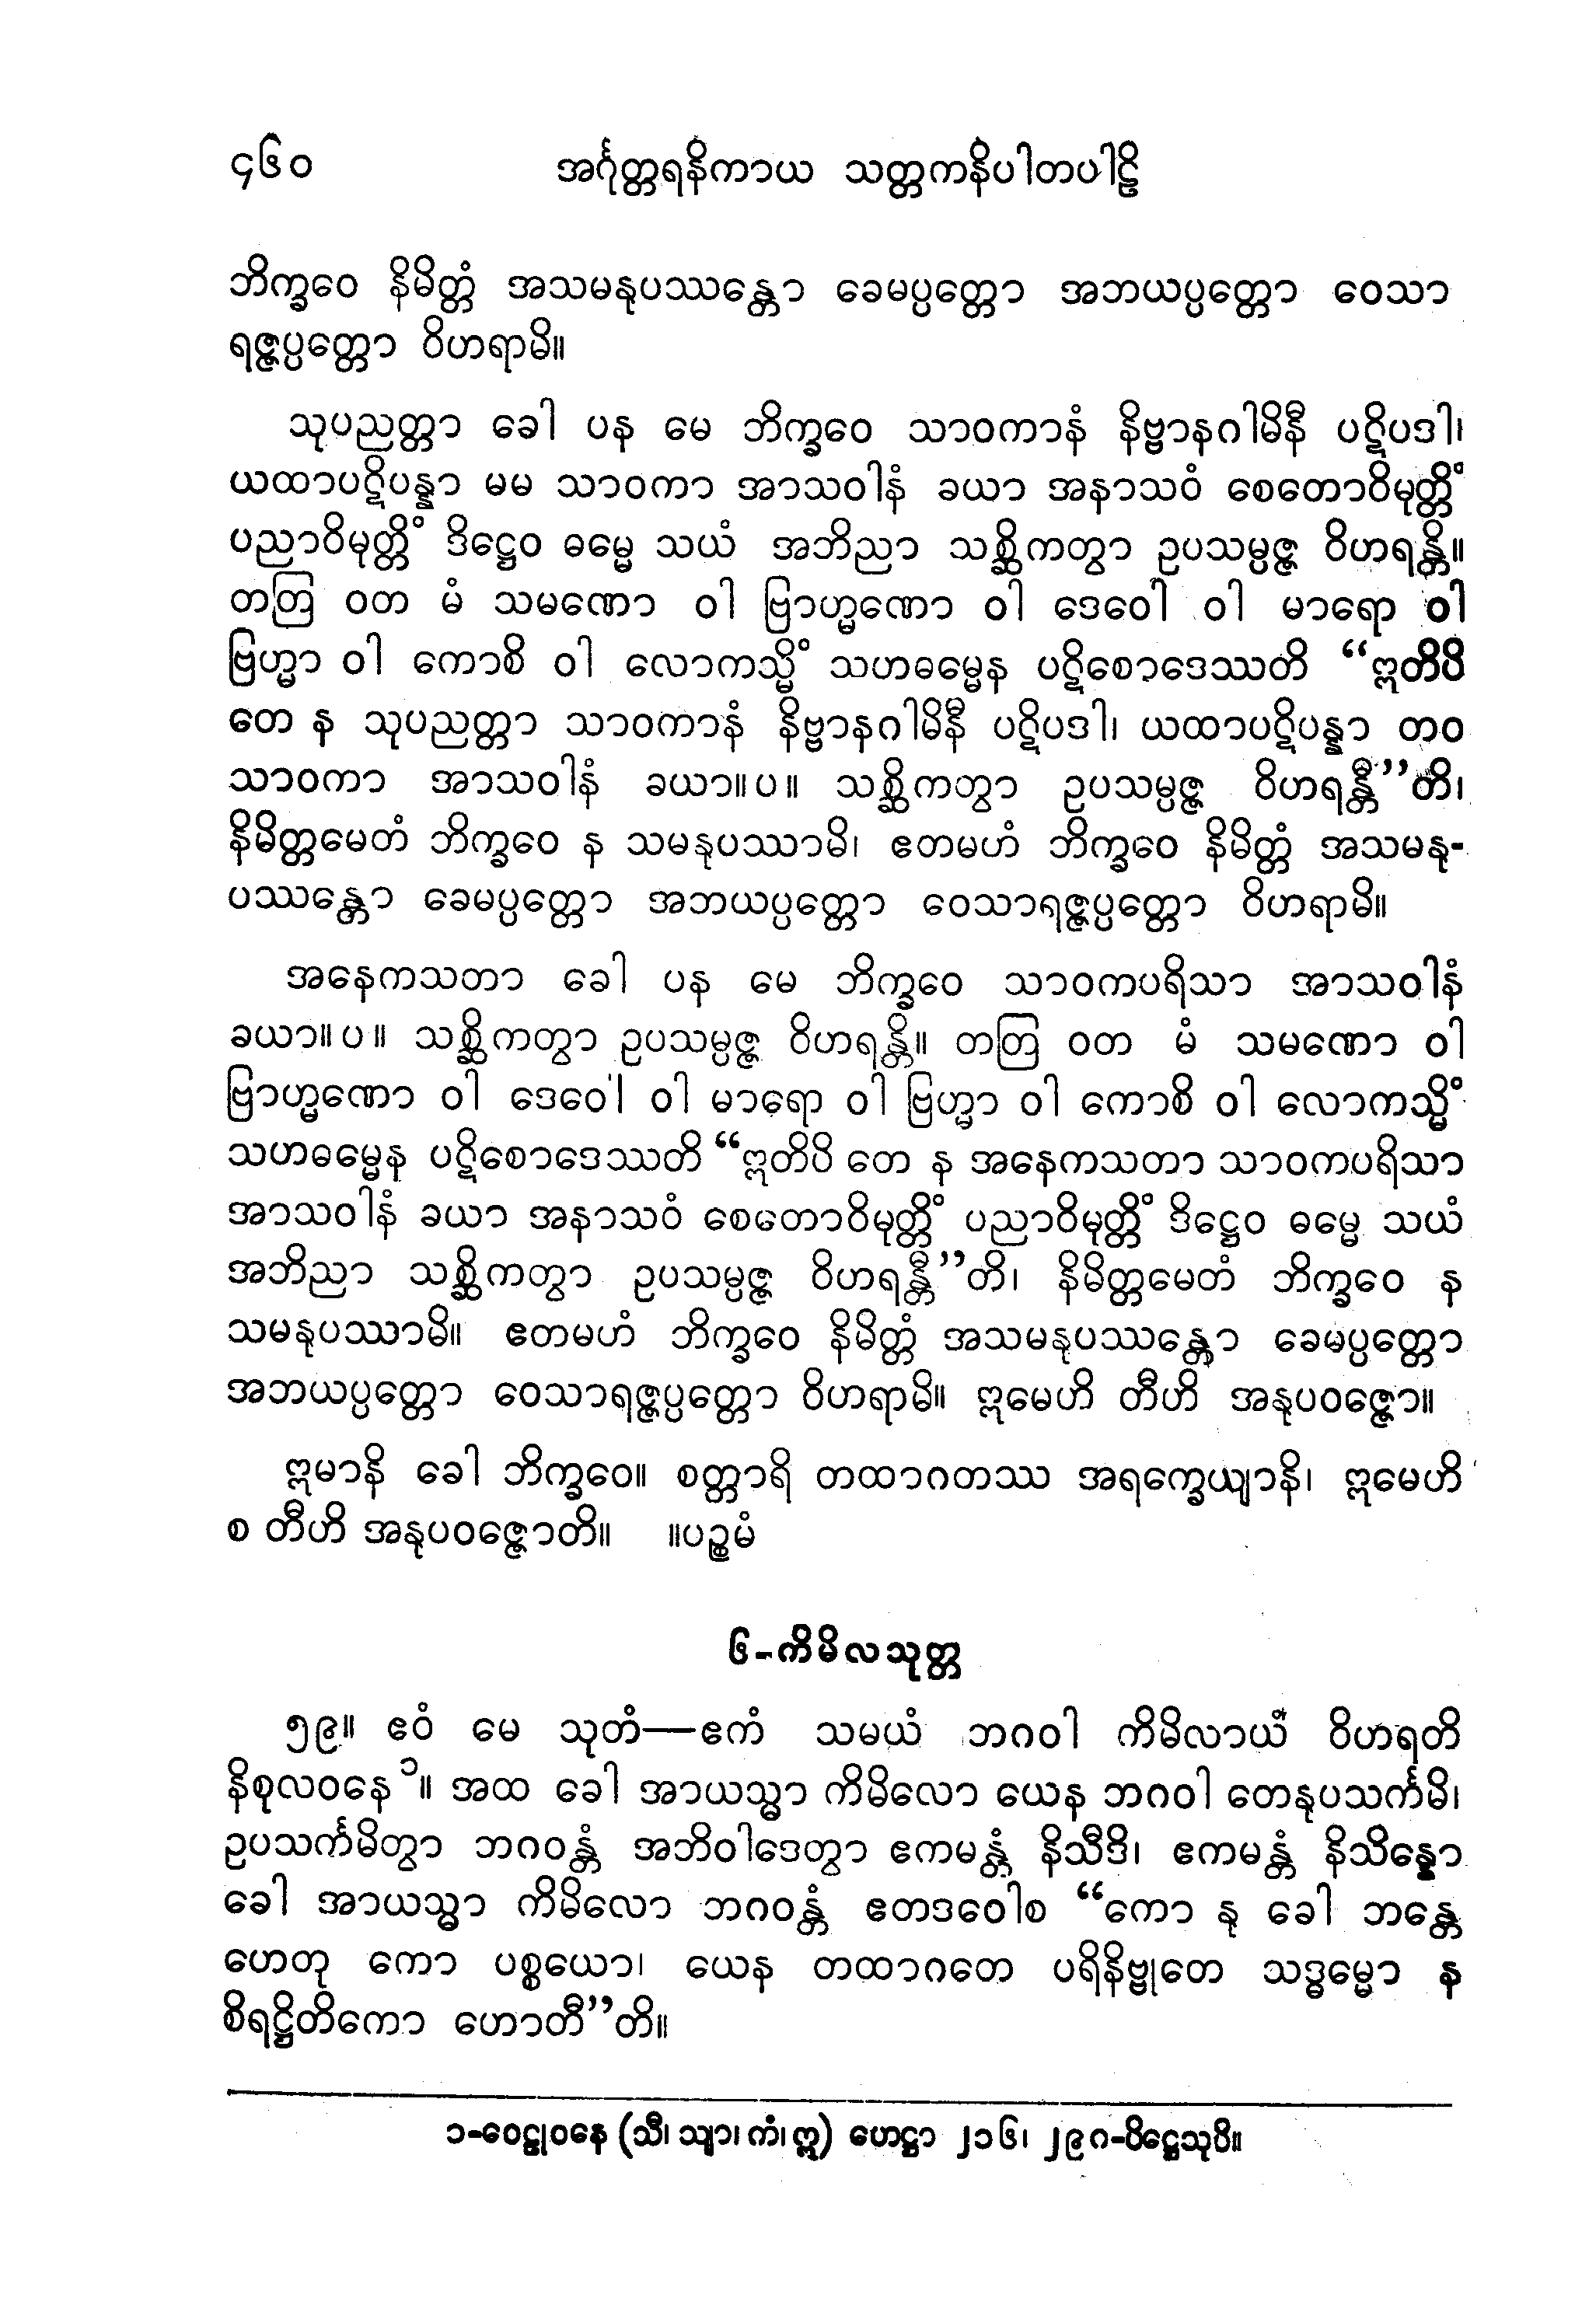 ၄၆၀ အင်္ဂုတ္တရနိကာယ သတ္တကနိပါတပါဠိ
ဘိက္ခဝေ နိမိတ္တံ အသမနုပဿန္တော ခေမပ္ပတ္တော အဘယပ္ပတ္တော ဝေသာ
ရဇ္ဇပ္ပတ္တော ဝိဟရာမိ။
သုပညတ္တာ ခေါ ပန မေ ဘိက္ခဝေ သာဝကာနံ နိဗ္ဗာနဂါမိနီ ပဋိပဒါ၊
ယထာပဋိပန္နာ မမ သာဝကာ အာသဝါနံ ခယာ အနာသဝံ စေတောဝိမုတ္တိံ
ပညာဝိမုတ္တိံ ဒိဋ္ဌေဝ ဓမ္မေ သယံ အဘိညာ သစ္ဆိကတွာ ဥပသမ္ပဇ္ဇ ဝိဟရန္တိ။
တတြ ဝတ မံ သမဏော ဝါ ဗြာဟ္မဏော ဝါ ဒေဝေါ ဝါ မာရော ဝါ
ဗြဟ္မာ ဝါ ကောစိ ဝါ လောကသ္မိံ သဟဓမ္မေန ပဋိစောဒေဿတိ “ဣတိပိ
တေ န သုပညတ္တာ သာဝကာနံ နိဗ္ဗာနဂါမိနီ ပဋိပဒါ၊ ယထာပဋိပန္နာ တဝ
သာဝကာ အာသဝါနံ ခယာ။ပ။ သစ္ဆိကတွာ ဥပသမ္ပဇ္ဇ ဝိဟရန္တီ”တိ၊
နိမိတ္တမေတံ ဘိက္ခဝေ န သမနုပဿာမိ၊ ဧတမဟံ ဘိက္ခဝေ နိမိတ္တံ အသမနု-
ပဿန္တော ခေမပ္ပတ္တော အဘယပ္ပတ္တော ဝေသာရဇ္ဇပ္ပတ္တော ဝိဟရာမိ။
အနေကသတာ ခေါ ပန မေ ဘိက္ခဝေ သာဝကပရိသာ အာသဝါနံ
ခယာ။ပ။ သစ္ဆိကတွာ ဥပသမ္ပဇ္ဇ ဝိဟရန္တိ။ တတြ ဝတ မံ သမဏော ဝါ
ဗြာဟ္မဏော ဝါ ဒေဝေါ ဝါ မာရော ဝါ ဗြဟ္မာ ဝါ ကောစိ ဝါ လောကသ္မိံ
သဟဓမ္မေန ပဋိစောဒေဿတိ “ဣတိပိ တေ န အနေကသတာ သာဝကပရိသာ
အာသဝါနံ ခယာ အနာသဝံ စေတောဝိမုတ္တိံ ပညာဝိမုတ္တိံ ဒိဋ္ဌေဝ ဓမ္မေ သယံ
အဘိညာ သစ္ဆိကတွာ ဥပသမ္ပဇ္ဇ ဝိဟရန္တီ”တိ၊ နိမိတ္တမေတံ ဘိက္ခဝေ န
သမနုပဿာမိ။ ဧတမဟံ ဘိက္ခဝေ နိမိတ္တံ အသမနုပဿန္တော ခေမပ္ပတ္တော
အဘယပ္ပတ္တော ဝေသာရဇ္ဇပ္ပတ္တော ဝိဟရာမိ။ ဣမေဟိ တီဟိ အနုပဝဇ္ဇော။
ဣမာနိ ခေါ ဘိက္ခဝေ။ စတ္တာရိ တထာဂတဿ အရက္ခေယျာနိ၊ ဣမေဟိ
စ တီဟိ အနုပဝဇ္ဇောတိ။ ။ပဉ္စမံ
၆-ကိမိလသုတ္တ
၅၉။ ဧဝံ မေ သုတံ—ဧကံ သမယံ ဘဂဝါ ကိမိလာယံ ဝိဟရတိ
နိစုလဝနေ ၁။ အထ ခေါ အာယသ္မာ ကိမိလော ယေန ဘဂဝါ တေနုပသင်္ကမိ၊
ဥပသင်္ကမိတွာ ဘဂဝန္တံ အဘိဝါဒေတွာ ဧကမန္တံ နိသီဒိ၊ ဧကမန္တံ နိသိန္နော
ခေါ အာယသ္မာ ကိမိလော ဘဂဝန္တံ ဧတဒဝေါစ “ကော နု ခေါ ဘန္တေ
ဟေတု ကော ပစ္စယော၊ ယေန တထာဂတေ ပရိနိဗ္ဗုတေ သဒ္ဓမ္မော န
စိရဋ္ဌိတိကော ဟောတီ”တိ။
၁-ဝေဠုဝနေ (သီ၊ သျာ၊ ကံ၊ ဣ) ဟေဋ္ဌာ ၂၁၆၊ ၂၉ဂ-ပိဋ္ဌေသုပိ။